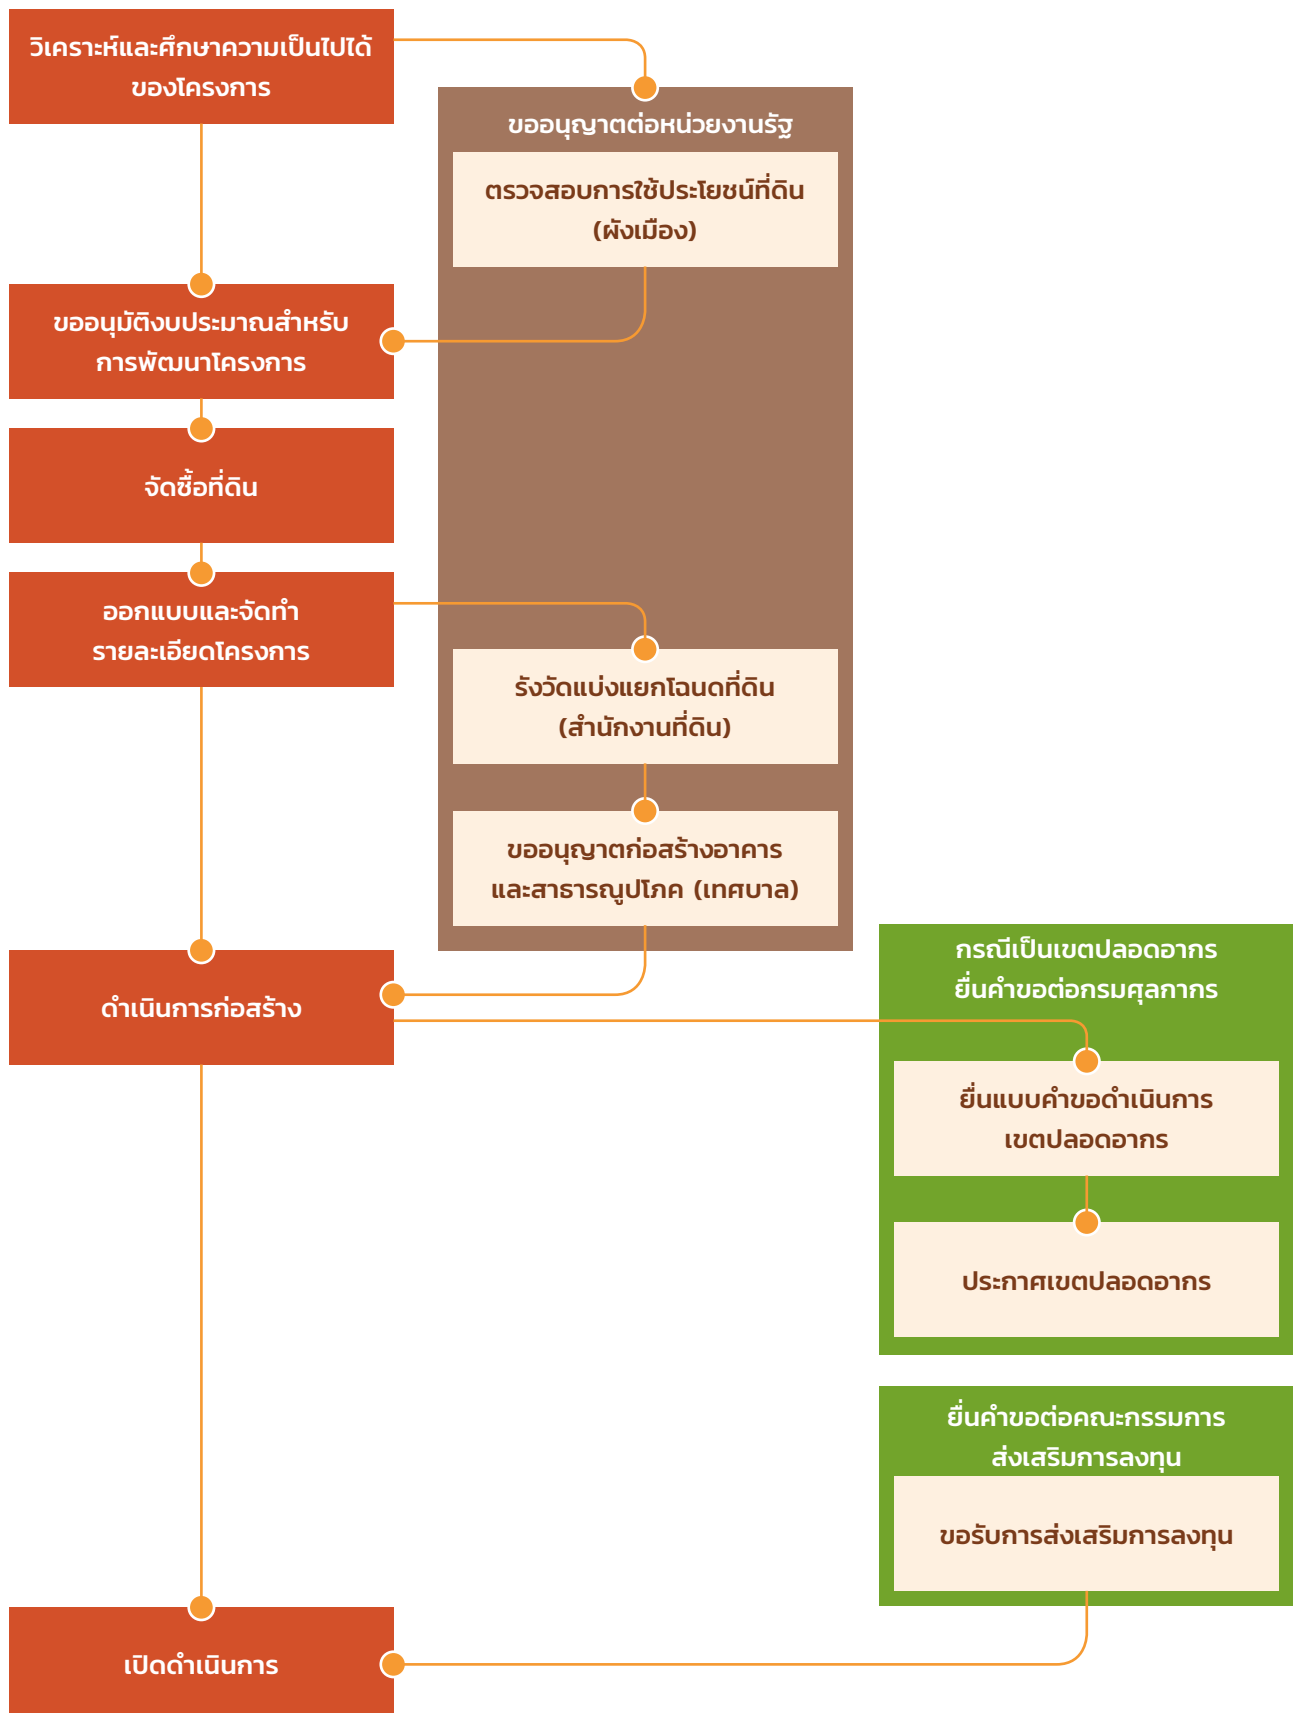 วิเคราะห์และศึกษาความเป็นไปได้
ของโครงการ
ขออนุญาตต่อหน่วยงานรัฐ
ตรวจสอบการใช้ประโยชน์ที่ดิน
(ผังเมือง)
ขออนุมัติงบประมาณสำหรับ
การพัฒนาโครงการ
จัดซื้อที่ดิน
ออกแบบและจัดทำ
รายละเอียดโครงการ
รังวัดแบ่งแยกโฉนดที่ดิน
(สำนักงานที่ดิน)
ขออนุญาตก่อสร้างอาคาร
และสาธารณูปโภค (เทศบาล)
ดำเนินการก่อสร้าง
กรณีเป็นเขตปลอดอากร
ยื่นคำขอต่อกรมศุลกากร
ยื่นแบบคำขอดำเนินการ
เขตปลอดอากร
ประกาศเขตปลอดอากร
ยื่นคำขอต่อคณะกรรมการ
ส่งเสริมการลงทุน
ขอรับการส่งเสริมการลงทุน
เปิดดำเนินการ